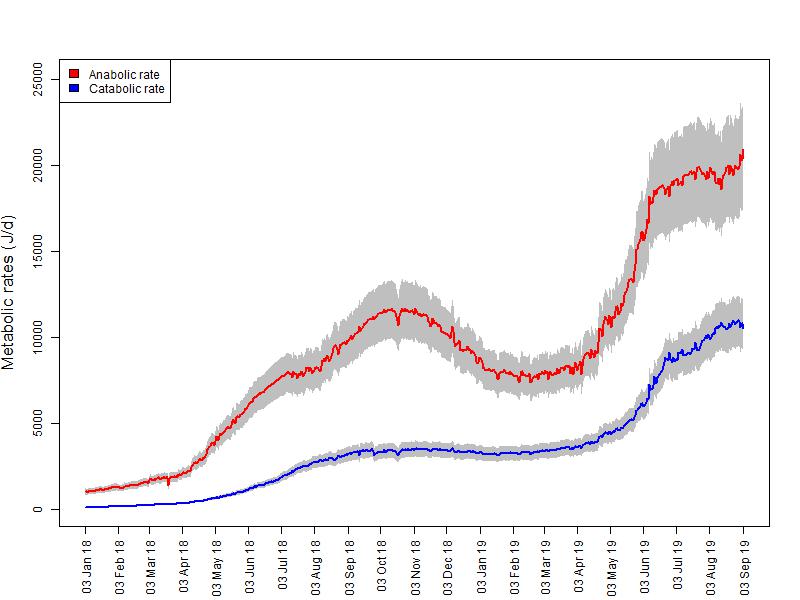 Anabolic rate
Catabolic rate
Metabolic rates (J/d)
25000
20000
15000
10000
5000
0
03 Jan 18
03 Feb 18
03 Mar 18
03 Apr 18
03 May 18
03 Jun 18
03 Jul 18
03 Aug 18
03 Sep 18
03 Oct 18
03 Nov 18
03 Dec 18
03 Jan 19
03 Feb 19
03 Mar 19
03 Apr 19
03 May 19
03 Jun 19
03 Jul 19
03 Aug 19
03 Sep 19